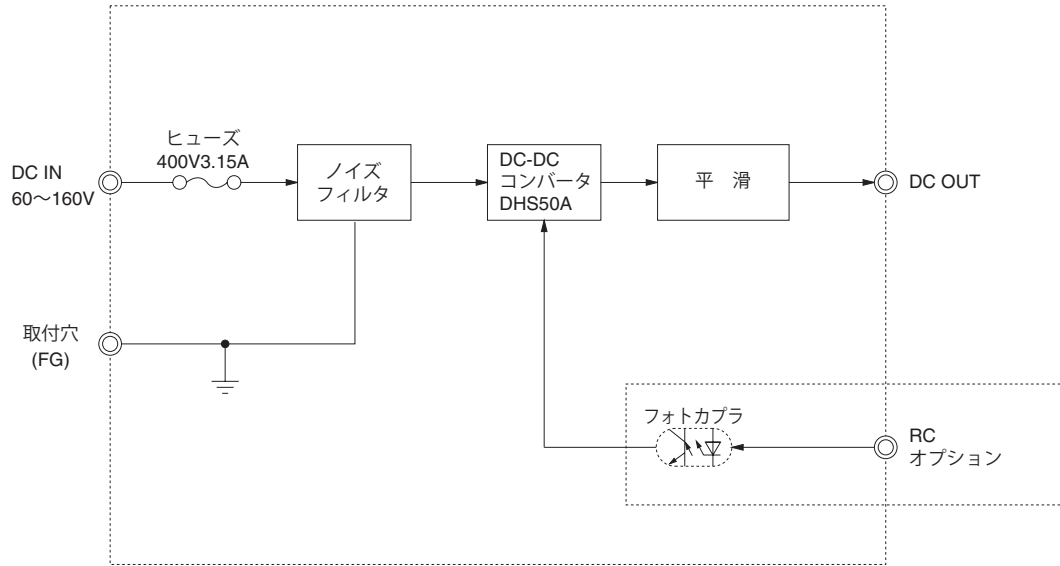 ヒューズ
400V3.15A
DC IN
60～160V
ノイズ
フィルタ
DC-DC
コンバータ
DHS50A
平 滑
DC OUT
取付穴
(FG)
フォトカプラ
RC
オプション